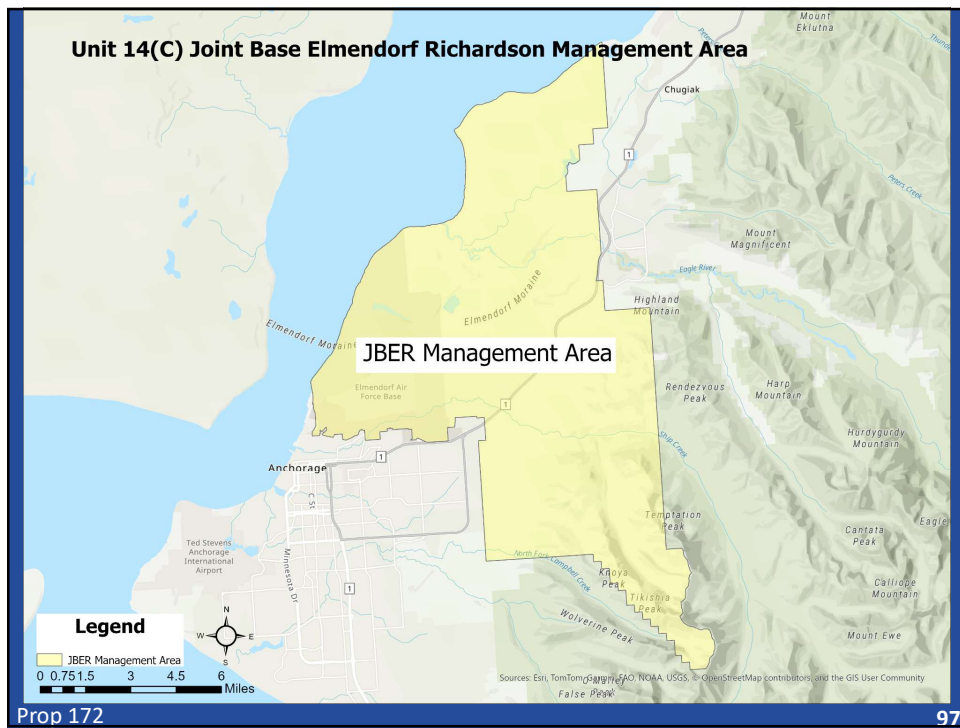 Unit 14(C) Joint Base Elmendorf Richardson Management Area
Mount
Eklutna
Peters
Thunder
Chugiak
1
1
Peters Creek
Mount
Magnificent
Eagle River
Elmendorf Moraine
Highland
Mountain
Elmendorf Moraine
JBER Management Area
Elmendorf Air
Force Base
Rendezvous
Peak
Harp
Mountain
1
Ship Creek
Hurdygurdy
Mountain
1
Anchorage
C St
Temptation
Peak
Eagle
Cantata
Peak
Ted Stevens
Anchorage
International
Airport
Minnesota Dr
North Fork Campbell Creek
Knoya
Peak
Calliope
Mountain
1
Tikishla
Peak
Wolverine Peak
Mount Ewe
N
W
E
S
Legend
JBER Management Area
0 0.75 1.5 3 4.5 6
Miles
O'Malley
Peak
False Peak
Sources: Esri, TomTom, Garmin, FAO, NOAA, USGS, © OpenStreetMap contributors, and the GIS User Community
Prop 172
97